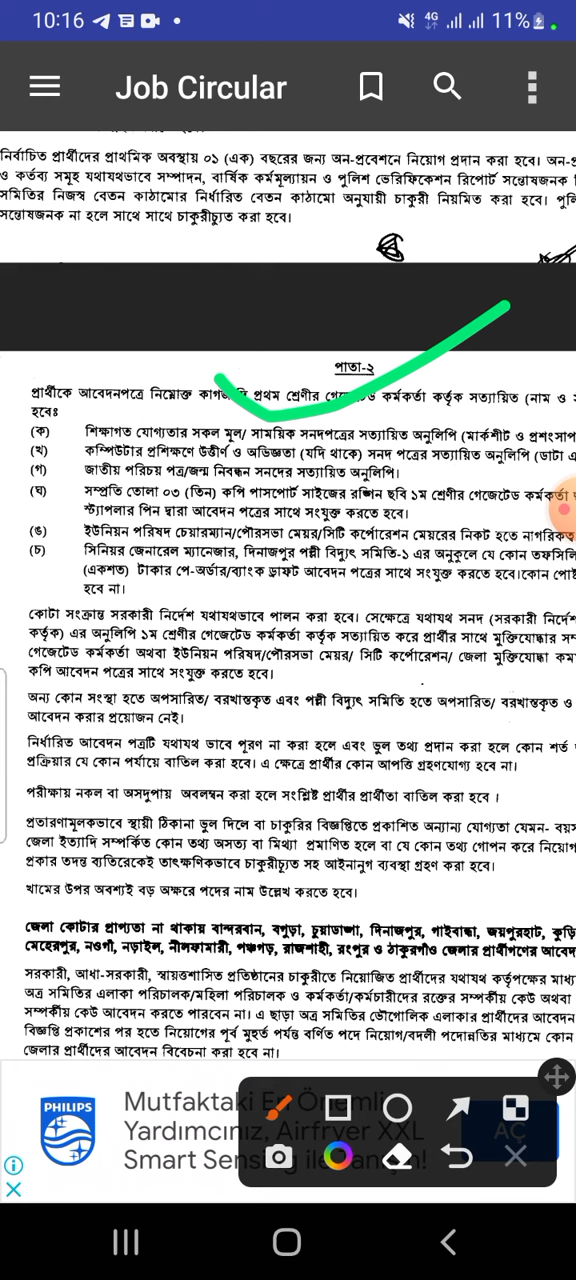 10:16
4G 11%
Job Circular
নির্বাচিত প্রার্থীদের প্রাথমিক অবস্থায় ০১ (এক) বছরের জন্য অন-প্রবেশনে নিয়োগ প্রদান করা হবে। অন-প্র
ও কর্তব্য সমূহ যথাযথভাবে সম্পাদন, বার্ষিক কর্মমূল্যায়ন ও পুলিশ ভেরিফিকেশন রিপোর্ট সন্তোষজনক
সমিতির নিজস্ব বেতন কাঠামোর নির্ধারিত বেতন কাঠামো অনুযায়ী চাকুরী নিয়মিত করা হবে। পুলি
সন্তোষজনক না হলে সাথে সাথে চাকুরীচ্যুত করা হবে।
পাতা-২
প্রার্থীকে আবেদনপত্রে নিম্নোক্ত প্রথম শ্রেণীর কর্মকর্তা কর্তৃক সত্যায়িত (নাম ও
হবেঃ
(ক) শিক্ষাগত যোগ্যতার সকল মূল/ সাময়িক সনদপত্রের সত্যায়িত অনুলিপি (মার্কশীট ও প্রশংসাপ
(খ) কম্পিউটার প্রশিক্ষণে উত্তীর্ণ ও অভিজ্ঞতা (যদি থাকে) সনদ পত্রের সত্যায়িত অনুলিপি (ডাটা এ
(গ) জাতীয় পরিচয় পত্র/জন্ম নিবন্ধন সনদের সত্যায়িত অনুলিপি।
(ঘ) সম্প্রতি তোলা ০৩ (তিন) কপি পাসপোর্ট সাইজের রঙ্গিন ছবি ১ম শ্রেণীর গেজেটেড কর্মকর্তা
স্ট্যাপলার পিন দ্বারা আবেদন পত্রের সাথে সংযুক্ত করতে হবে।
(ঙ) ইউনিয়ন পরিষদ চেয়ারম্যান/পৌরসভা মেয়র/সিটি কর্পোরেশন মেয়রের নিকট হতে নাগরিকত্ব
(চ) সিনিয়র জেনারেল ম্যানেজার, দিনাজপুর পল্লী বিদ্যুৎ সমিতি-১ এর অনুকুলে যে কোন তফসিলি
(একশত) টাকার পে-অর্ডার/ব্যাংক ড্রাফট আবেদন পত্রের সাথে সংযুক্ত করতে হবে।কোন পো
হবে না।
কোটা সংক্রান্ত সরকারী নির্দেশ যথাযথভাবে পালন করা হবে। সেক্ষেত্রে যথাযথ সনদ (সরকারী নির্দেশ
কর্তৃক) এর অনুলিপি ১ম শ্রেণীর গেজেটেড কর্মকর্তা কর্তৃক সত্যায়িত করে প্রার্থীর সাথে মুক্তিযোদ্ধার সম্প
গেজেটেড কর্মকর্তা অথবা ইউনিয়ন পরিষদ/পৌরসভা মেয়র/ সিটি কর্পোরেশন/ জেলা মুক্তিযোদ্ধা কম
কপি আবেদন পত্রের সাথে সংযুক্ত করতে হবে।
অন্য কোন সংস্থা হতে অপসারিত/ বরখাস্তকৃত এবং পল্লী বিদ্যুৎ সমিতি হতে অপসারিত/ বরখাস্তকৃত ও
আবেদন করার প্রয়োজন নেই।
নির্ধারিত আবেদন পত্রটি যথাযথ ভাবে পূরণ না করা হলে এবং ভুল তথ্য প্রদান করা হলে কোন শর্ত
প্রক্রিয়ার যে কোন পর্যায়ে বাতিল করা হবে। এ ক্ষেত্রে প্রার্থীর কোন আপত্তি গ্রহণযোগ্য হবে না।
পরীক্ষায় নকল বা অসদুপায় অবলম্বন করা হলে সংশ্লিষ্ট প্রার্থীর প্রার্থীতা বাতিল করা হবে ।
প্রতারণামূলকভাবে স্থায়ী ঠিকানা ভুল দিলে বা চাকুরির বিজ্ঞপ্তিতে প্রকাশিত অন্যান্য যোগ্যতা যেমন- বয়স
জেলা ইত্যাদি সম্পর্কিত কোন তথ্য অসত্য বা মিথ্যা প্রমাণিত হলে বা যে কোন তথ্য গোপন করে নিয়োগ
প্রকার তদন্ত ব্যতিরেকেই তাৎক্ষণিকভাবে চাকুরীচ্যূত সহ আইনানুগ ব্যবস্থা গ্রহণ করা হবে।
খামের উপর অবশ্যই বড় অক্ষরে পদের নাম উল্লেখ করতে হবে।
জেলা কোটার প্রাপ্যতা না থাকায় বান্দরবান, বগুড়া, চুয়াডাঙ্গা, দিনাজপুর, গাইবান্ধা, জয়পুরহাট, কুড়ি
মেহেরপুর, নওগাঁ, নড়াইল, নীলফামারী, পঞ্চগড়, রাজশাহী, রংপুর ও ঠাকুরগাঁও জেলার প্রার্থীগণের আবেদ
সরকারী, আধা-সরকারী, স্বায়ত্তশাসিত প্রতিষ্ঠানের চাকুরীতে নিয়োজিত প্রার্থীদের যথাযথ কর্তৃপক্ষের মাধ্য
অত্র সমিতির এলাকা পরিচালক/মহিলা পরিচালক ও কর্মকর্তা/কর্মচারীদের রক্তের সম্পর্কীয় কেউ অথবা
সম্পর্কীয় কেউ আবেদন করতে পারবেন না। এ ছাড়া অত্র সমিতির ভৌগোলিক এলাকার প্রার্থীদের আবেদন
বিজ্ঞপ্তি প্রকাশের পর হতে নিয়োগের পূর্ব মুহুর্ত পর্যন্ত বর্ণিত পদে নিয়োগ/বদলী পদোন্নতির মাধ্যমে কোন
জেলার প্রার্থীদের আবেদন বিবেচনা করা হবে না।
PHILIPS
Mutfaktaki En Önemli
Yardımcınız, Airfryer XXL
Smart Sensing ile Tanışın!
AÇ